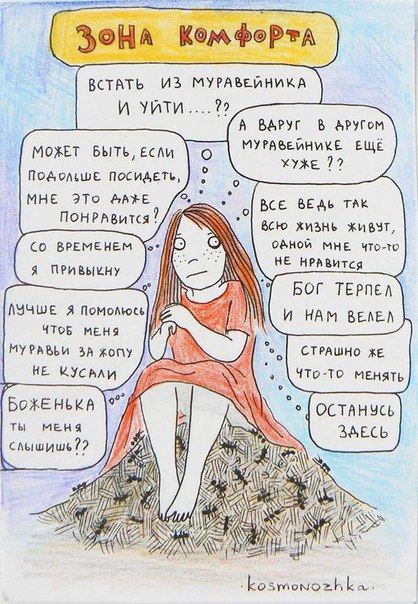 ЗОНА КОМФОРТА
ВСТАТЬ ИЗ МУРАВЕЙНИКА
И УЙТИ....??
А ВДРУГ В ДРУГОМ
МУРАВЕЙНИКЕ ЕЩЁ
ХУЖЕ ??
МОЖЕТ БЫТЬ, ЕСЛИ
ПОДОЛЬШЕ ПОСИДЕТЬ,
МНЕ ЭТО ДАЖЕ
ПОНРАВИТСЯ?
ВСЕ ВЕДЬ ТАК
ВСЮ ЖИЗНЬ ЖИВУТ,
ОДНОЙ МНЕ ЧТО-ТО
НЕ НРАВИТСЯ
СО ВРЕМЕНЕМ
Я ПРИВЫКНУ
БОГ ТЕРПЕЛ
И НАМ ВЕЛЕЛ
ЛУЧШЕ Я ПОМОЛЮСЬ
ЧТОБ МЕНЯ
МУРАВЬИ ЗА ЖОПУ
НЕ КУСАЛИ
СТРАШНО ЖЕ
ЧТО-ТО МЕНЯТЬ
БОЖЕНЬКА
ТЫ МЕНЯ
СЛЫШИШЬ??
ОСТАНУСЬ
ЗДЕСЬ
·kosmonozhka·